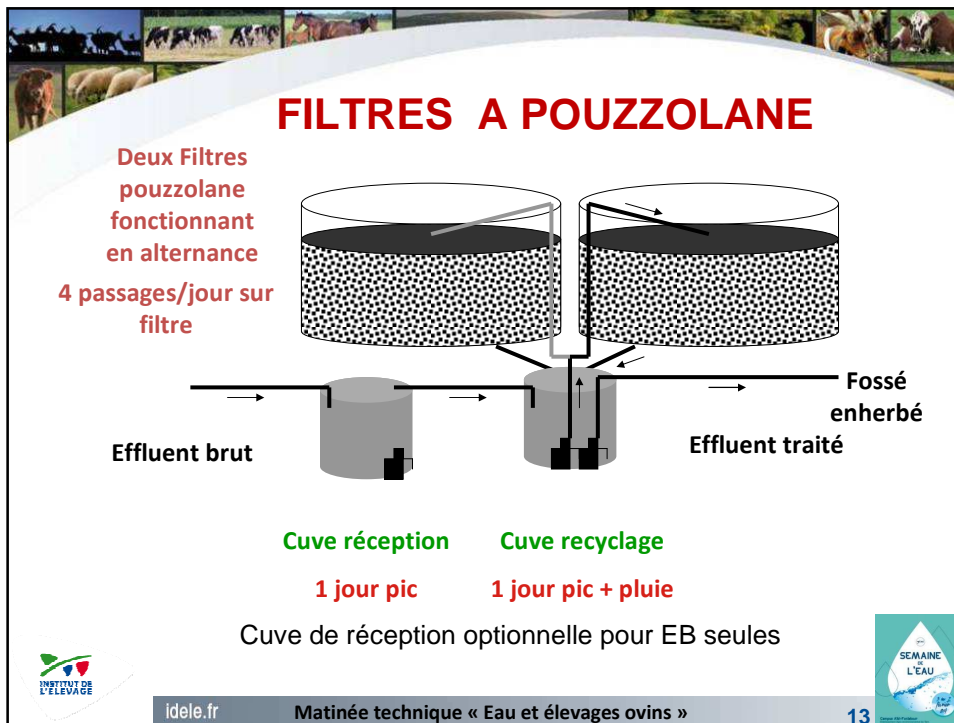 FILTRES A POUZZOLANE
Deux Filtres
pouzzolane
fonctionnant
en alternance
4 passages/jour sur
filtre
Effluent brut
Fossé
enherbé
Effluent traité
Cuve réception
Cuve recyclage
1 jour pic
1 jour pic + pluie
Cuve de réception optionnelle pour EB seules
INSTITUT DE
L'ELEVAGE
SEMAINE
DE
L'EAU
idele.fr
Matinée technique « Eau et élevages ovins »
13